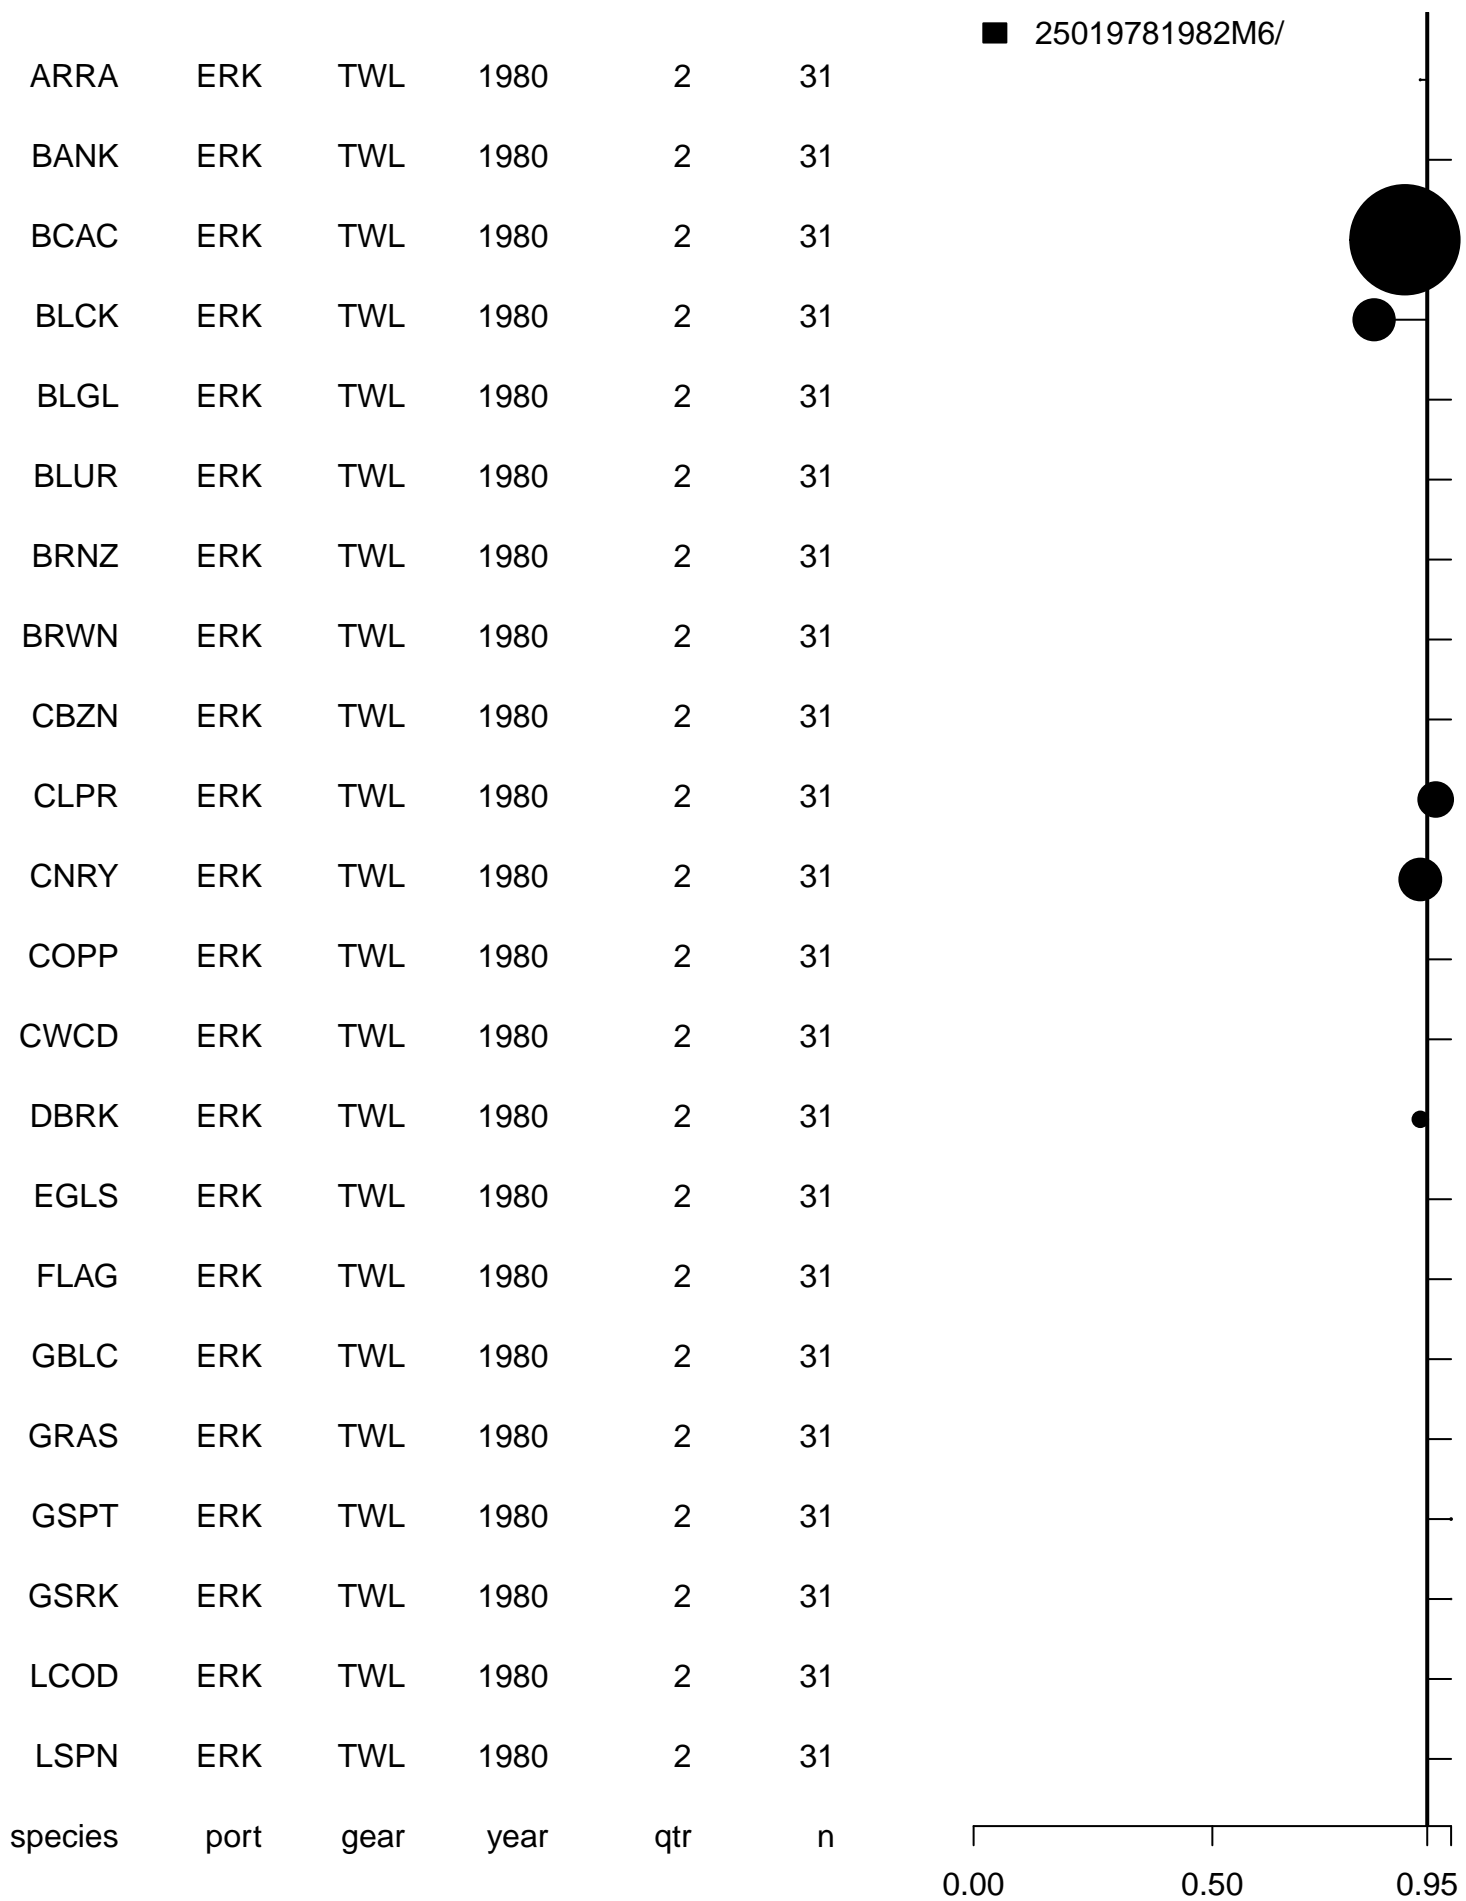 25019781982M6/
ARRA ERK TWL 1980 2 31
BANK ERK TWL 1980 2 31
BCAC ERK TWL 1980 2 31
BLCK ERK TWL 1980 2 31
BLGL ERK TWL 1980 2 31
BLUR ERK TWL 1980 2 31
BRNZ ERK TWL 1980 2 31
BRWN ERK TWL 1980 2 31
CBZN ERK TWL 1980 2 31
CLPR ERK TWL 1980 2 31
CNRY ERK TWL 1980 2 31
COPP ERK TWL 1980 2 31
CWCD ERK TWL 1980 2 31
DBRK ERK TWL 1980 2 31
EGLS ERK TWL 1980 2 31
FLAG ERK TWL 1980 2 31
GBLC ERK TWL 1980 2 31
GRAS ERK TWL 1980 2 31
GSPT ERK TWL 1980 2 31
GSRK ERK TWL 1980 2 31
LCOD ERK TWL 1980 2 31
LSPN ERK TWL 1980 2 31
species port gear year qtr n
0.00 0.50 0.95